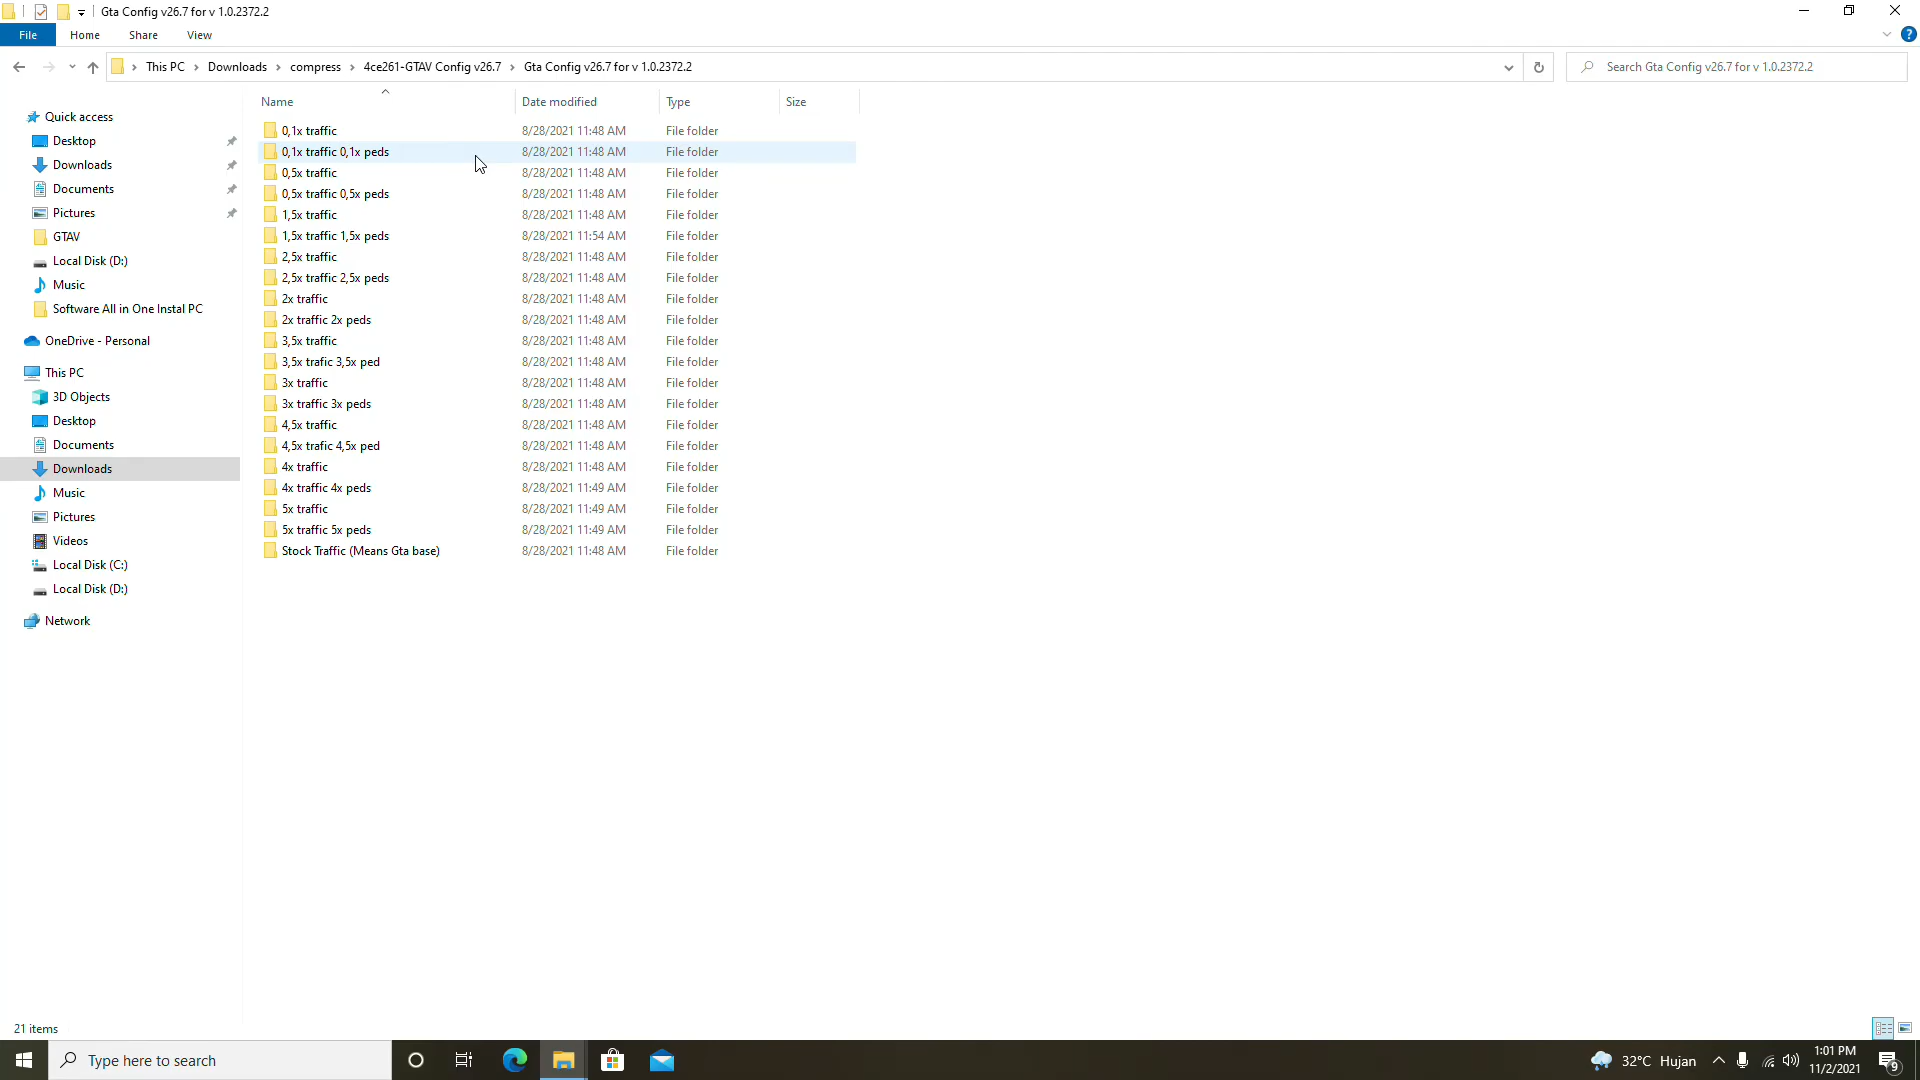 Gta Config v26.7 for v 1.0.2372.2
File Home Share View
This PC Downloads compress 4ce261-GTAV Config v26.7 Gta Config v26.7 for v 1.0.2372.2
Search Gta Config v26.7 for v 1.0.2372.2
Quick access
Desktop
Downloads
Documents
Pictures
GTAV
Local Disk (D:)
Music
Software All in One Instal PC
OneDrive - Personal
This PC
3D Objects
Desktop
Documents
Downloads
Music
Pictures
Videos
Local Disk (C:)
Local Disk (D:)
Network
Name Date modified Type Size
0,1x traffic 8/28/2021 11:48 AM File folder
0,1x traffic 0,1x peds 8/28/2021 11:48 AM File folder
0,5x traffic 8/28/2021 11:48 AM File folder
0,5x traffic 0,5x peds 8/28/2021 11:48 AM File folder
1,5x traffic 8/28/2021 11:48 AM File folder
1,5x traffic 1,5x peds 8/28/2021 11:54 AM File folder
2,5x traffic 8/28/2021 11:48 AM File folder
2,5x traffic 2,5x peds 8/28/2021 11:48 AM File folder
2x traffic 8/28/2021 11:48 AM File folder
2x traffic 2x peds 8/28/2021 11:48 AM File folder
3,5x traffic 8/28/2021 11:48 AM File folder
3,5x trafic 3,5x ped 8/28/2021 11:48 AM File folder
3x traffic 8/28/2021 11:48 AM File folder
3x traffic 3x peds 8/28/2021 11:48 AM File folder
4,5x traffic 8/28/2021 11:48 AM File folder
4,5x trafic 4,5x ped 8/28/2021 11:48 AM File folder
4x traffic 8/28/2021 11:48 AM File folder
4x traffic 4x peds 8/28/2021 11:49 AM File folder
5x traffic 8/28/2021 11:49 AM File folder
5x traffic 5x peds 8/28/2021 11:49 AM File folder
Stock Traffic (Means Gta base) 8/28/2021 11:48 AM File folder
21 items
Type here to search
32°C Hujan
1:01 PM
11/2/2021
9